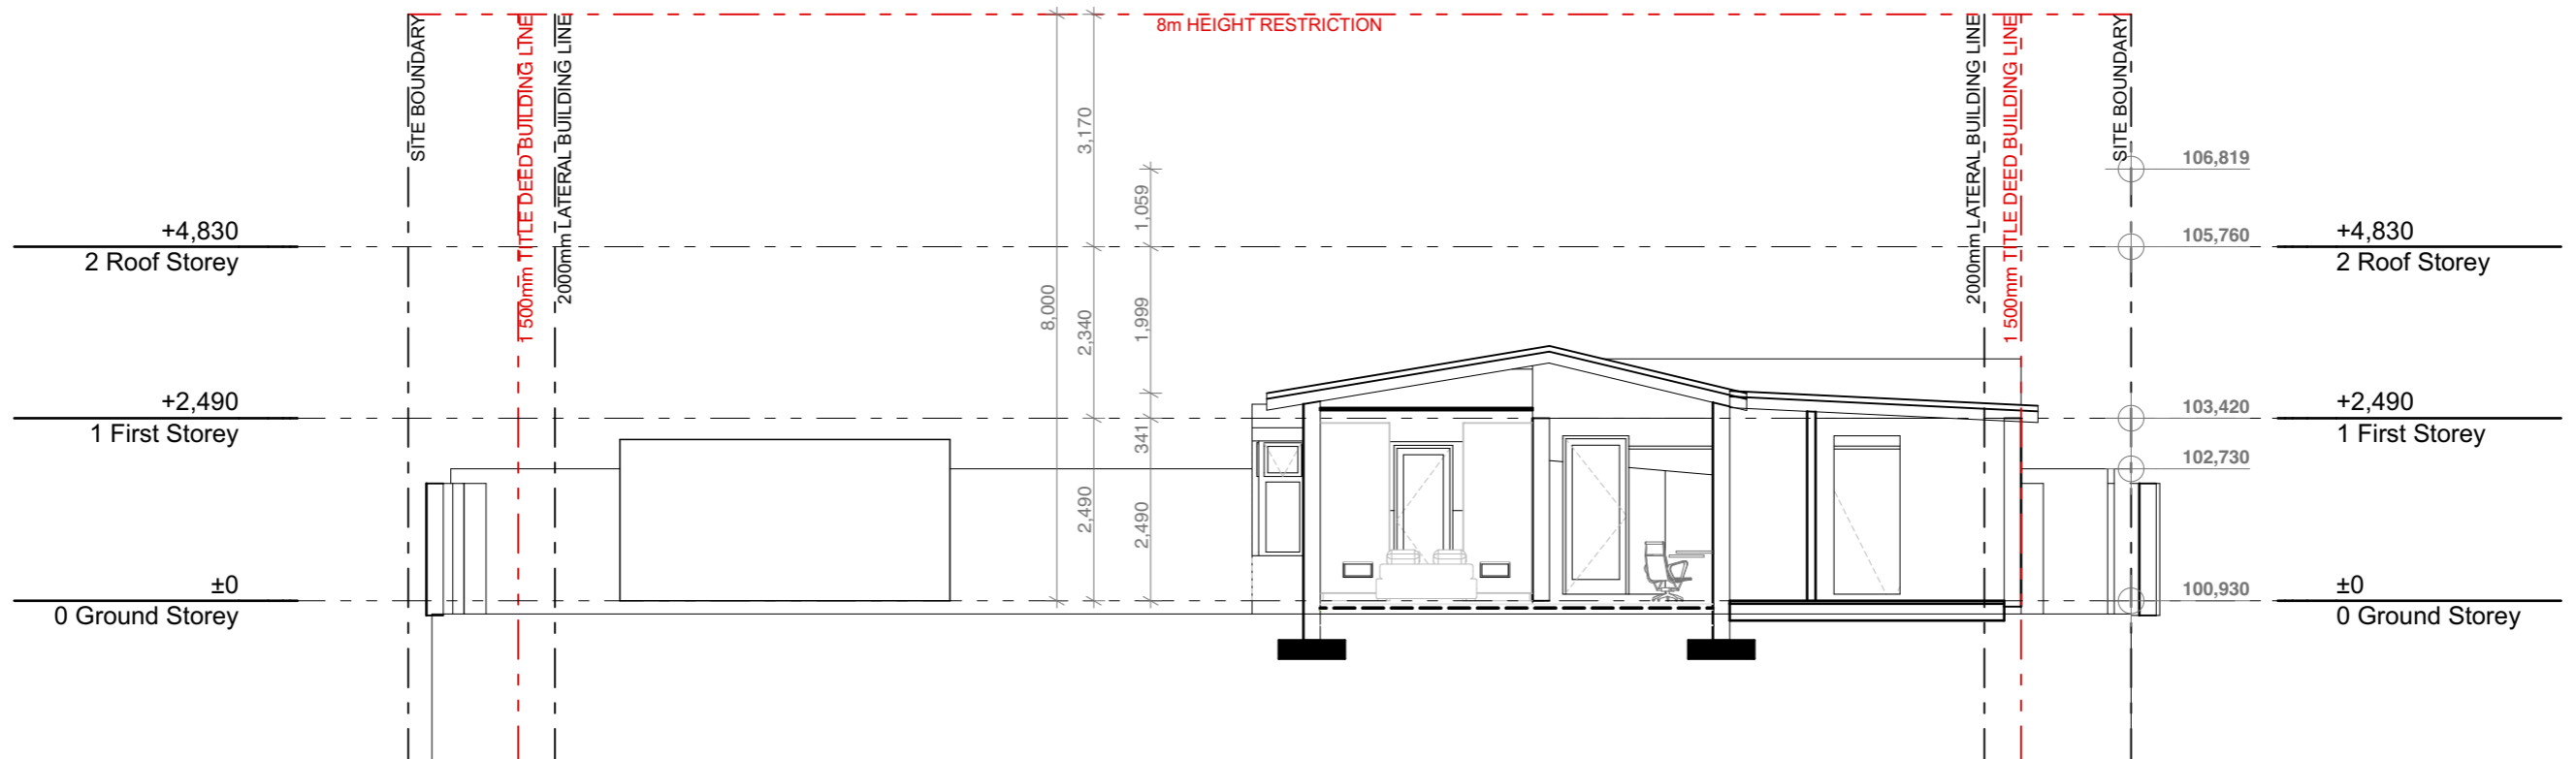 8m HEIGHT RESTRICTION
SITE BOUNDARY
1 500mm TITLE DEED BUILDING LINE
2000mm LATERAL BUILDING LINE
2000mm LATERAL BUILDING LINE
1 500mm TITLE DEED BUILDING LINE
SITE BOUNDARY
8,000
3,170
2,340
2,490
1,059
1,999
341
2,490
+4,830
2 Roof Storey
+2,490
1 First Storey
±0
0 Ground Storey
106,819
105,760
103,420
102,730
100,930
+4,830
2 Roof Storey
+2,490
1 First Storey
±0
0 Ground Storey